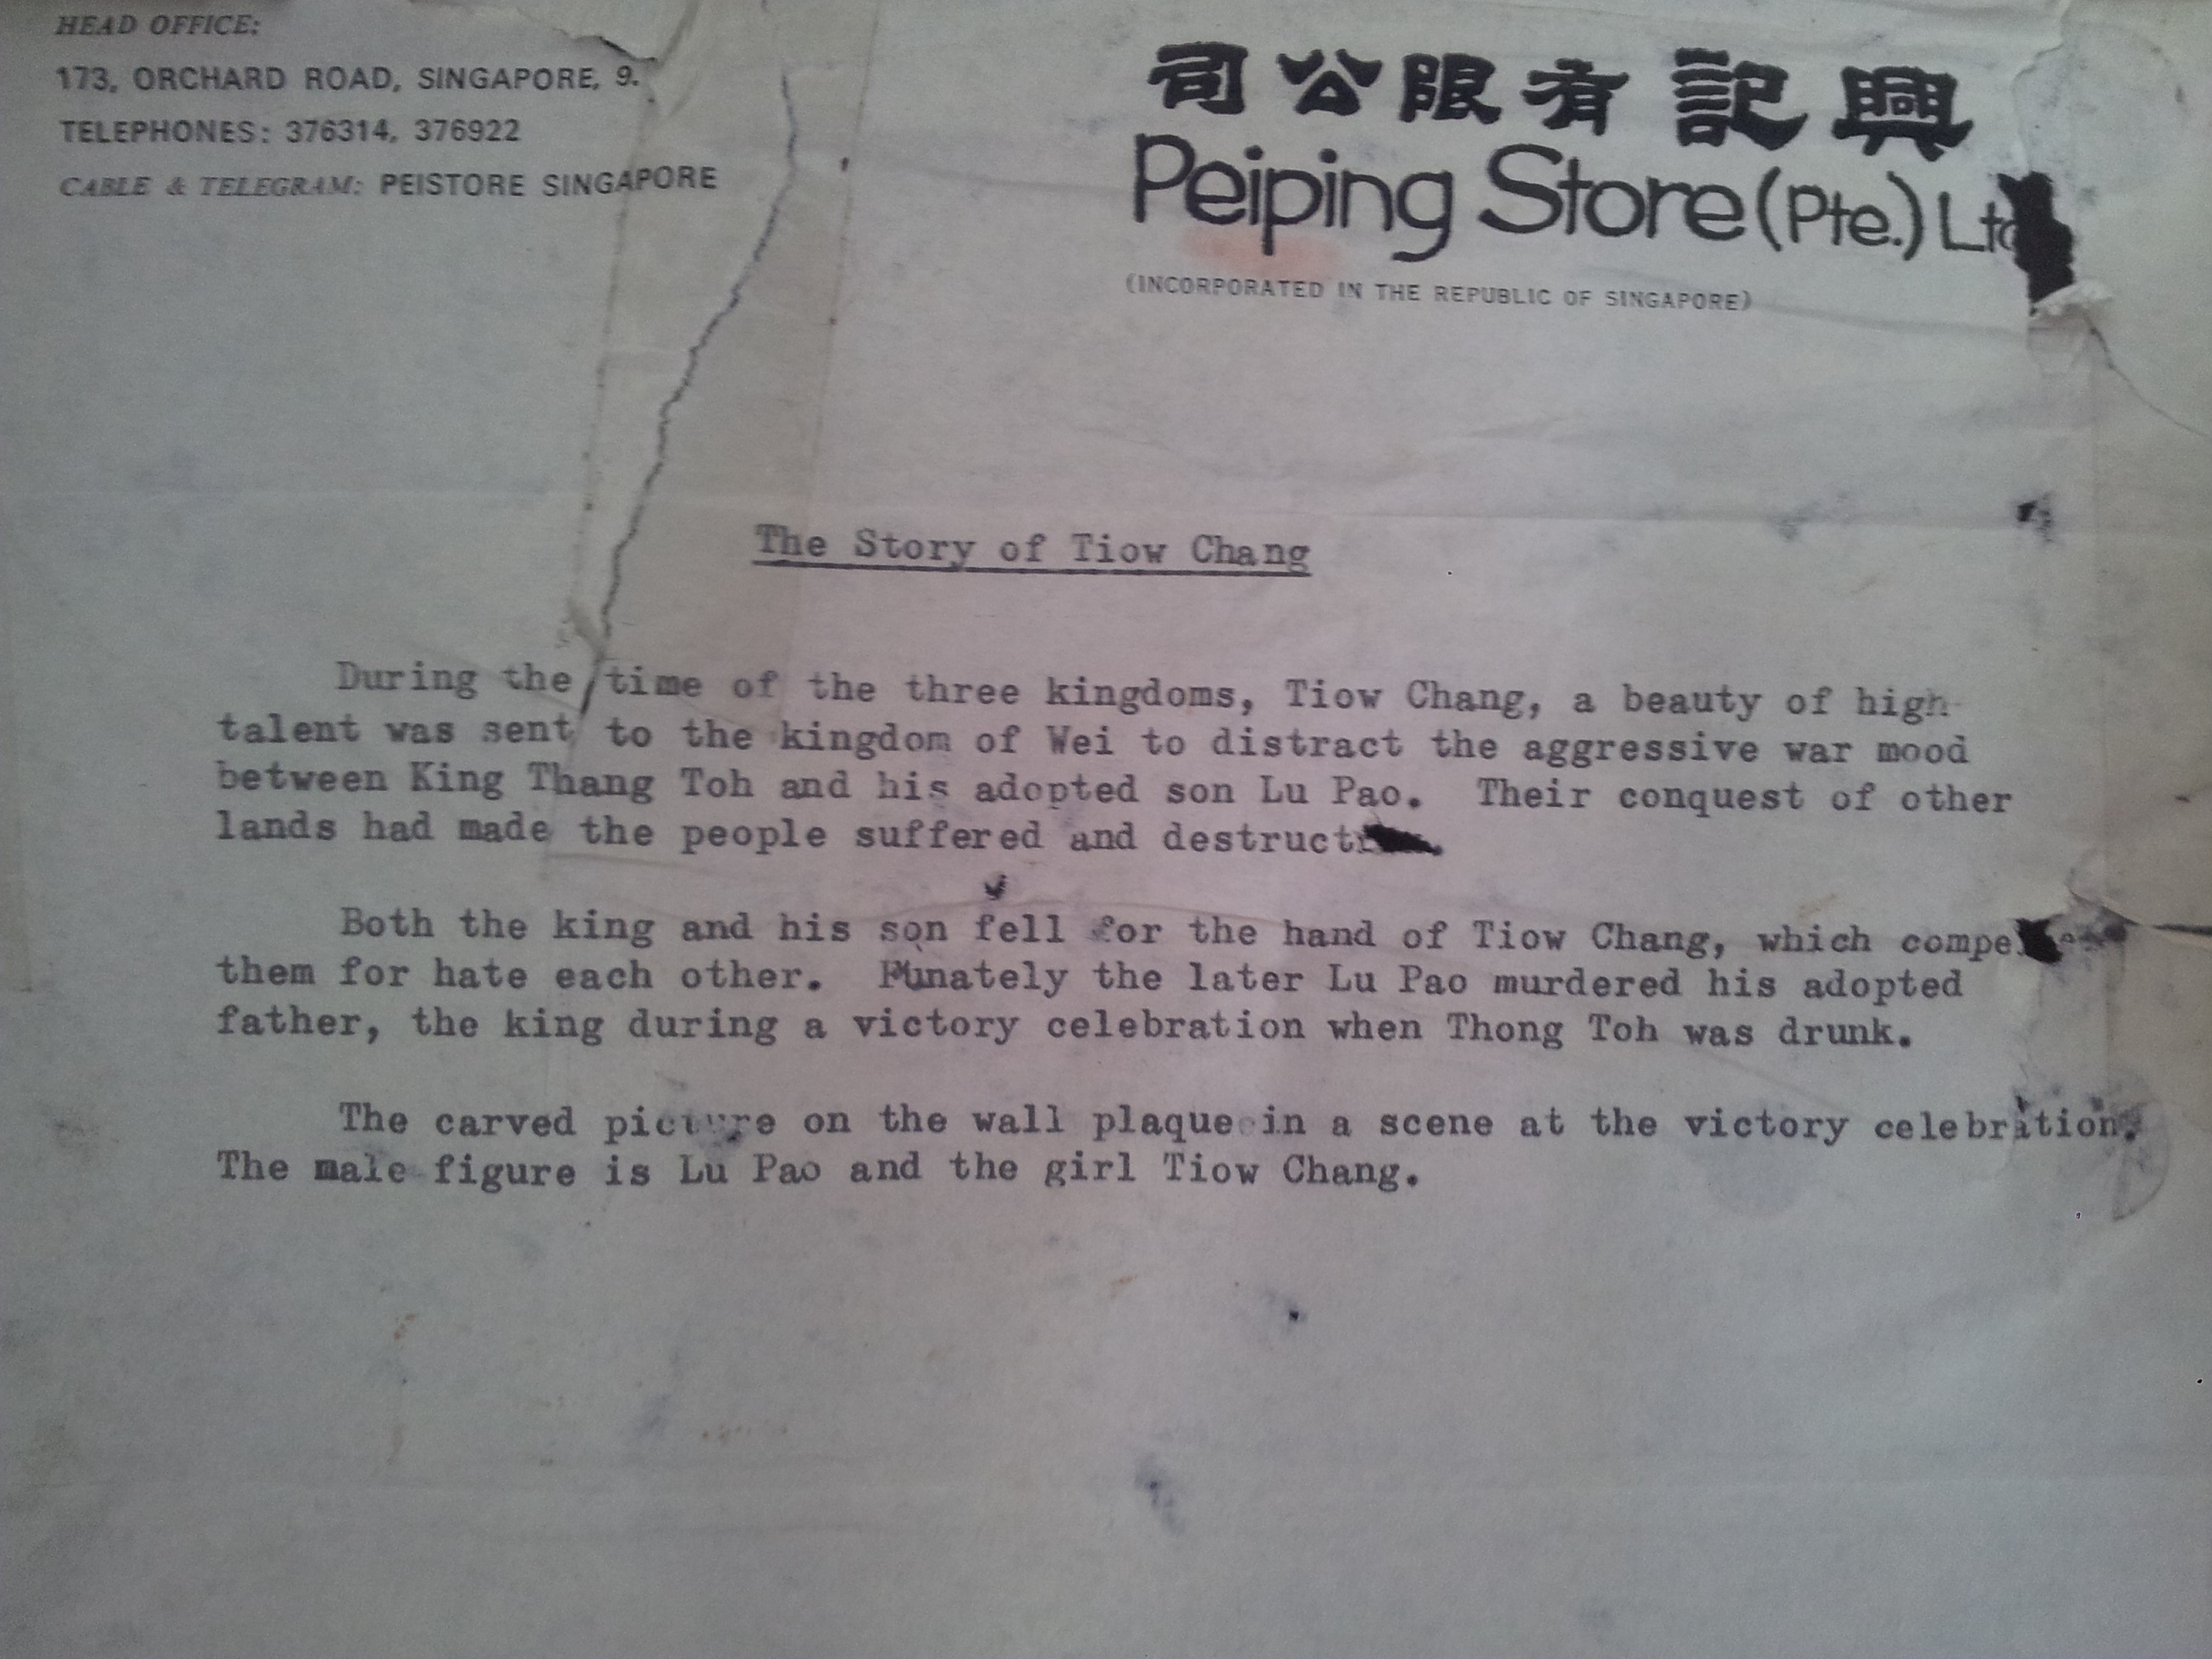 HEAD OFFICE:
173, ORCHARD ROAD, SINGAPORE, 9.
TELEPHONES: 376314, 376922
CABLE & TELEGRAM: PEISTORE SINGAPORE
司公限有記興
Peiping Store (Pte.) Ltd
(INCORPORATED IN THE REPUBLIC OF SINGAPORE)
The Story of Tiow Chang
During the time of the three kingdoms, Tiow Chang, a beauty of high
talent was sent to the kingdom of Wei to distract the aggressive war mood
between King Thang Toh and his adopted son Lu Pao. Their conquest of other
lands had made the people suffered and
Both the king and his son fell for the hand of Tiow Chang, which
them for hate each other. the later Lu Pao murdered his adopted
father, the king during a victory celebration when Thong Toh was drunk.
The carved picture on the wall plaque in a scene at the victory celebration.
The male figure is Lu Pao and the girl Tiow Chang.